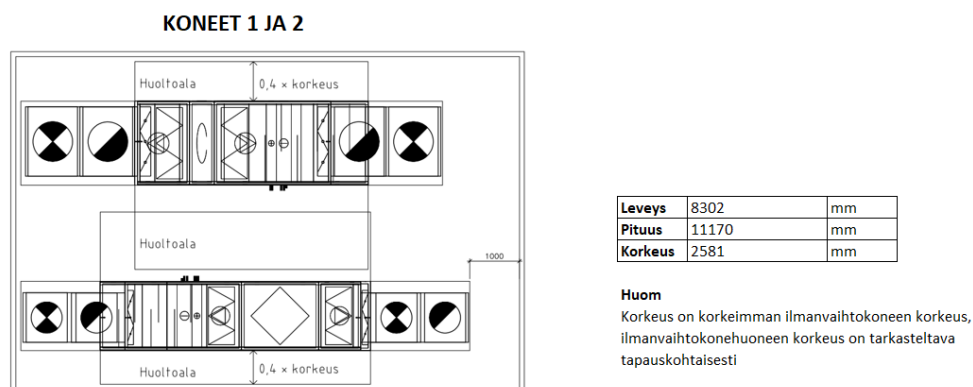 KONEET 1 JA 2
Huoltoala
0,4 × korkeus
Huoltoala
1000
Huoltoala
0,4 × korkeus
Leveys 8302 mm
Pituus 11170 mm
Korkeus 2581 mm
Huom
Korkeus on korkeimman ilmanvaihtokoneen korkeus,
ilmanvaihtokonehuoneen korkeus on tarkasteltava
tapauskohtaisesti